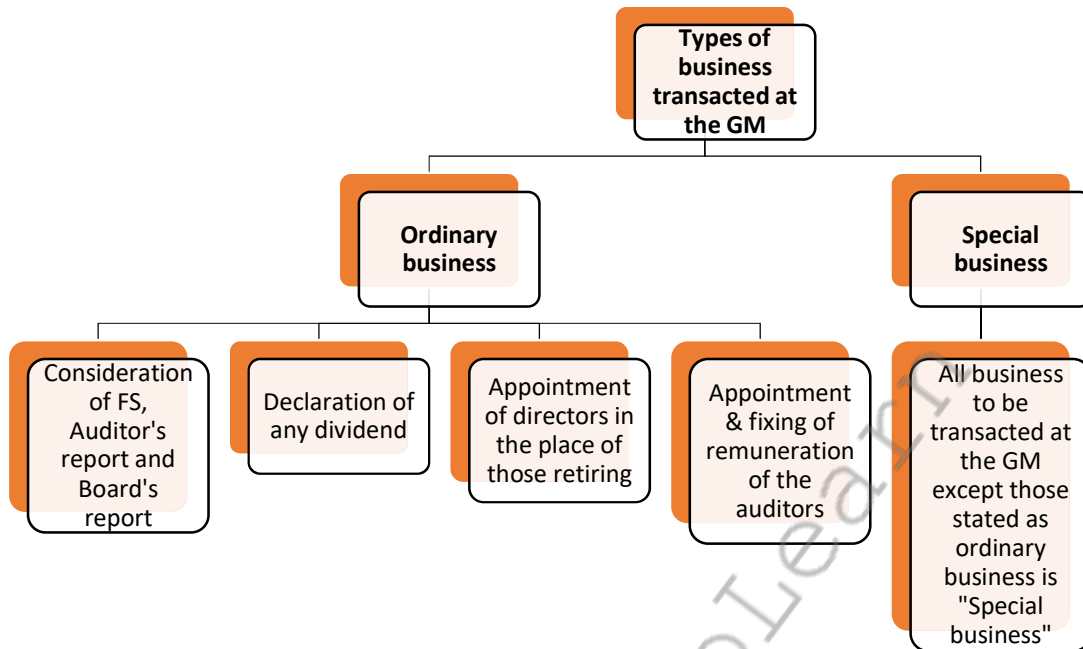 Types of
business
transacted at
the GM
Ordinary
business
Special
business
Consideration
of FS,
Auditor's
report and
Board's
report
Declaration of
any dividend
Appointment
of directors in
the place of
those retiring
Appointment
& fixing of
remuneration
of the
auditors
All business
to be
transacted at
the GM
except those
stated as
ordinary
business is
"Special
business"